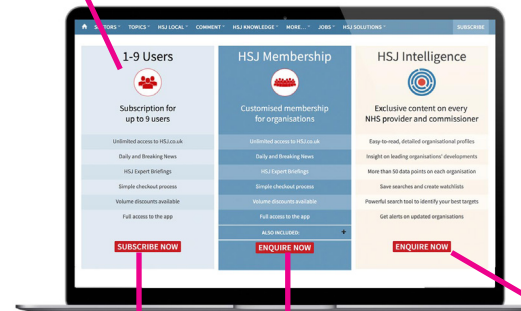 SECTORS TOPICS HSJ LOCAL COMMENT HSJ KNOWLEDGE MORE... JOBS HSJ SOLUTIONS SUBSCRIBE
1-9 Users
Subscription for
up to 9 users
Unlimited access to HSJ.co.uk
Daily and Breaking News
HSJ Expert Briefings
Simple checkout process
Volume discounts available
Full access to the app
SUBSCRIBE NOW
HSJ Membership
Customised membership
for organisations
Unlimited access to HSJ.co.uk
Daily and Breaking News
HSJ Expert Briefings
Simple checkout process
Volume discounts available
Full access to the app
ALSO INCLUDED: +
ENQUIRE NOW
HSJ Intelligence
Exclusive content on every
NHS provider and commissioner
Easy-to-read, detailed organisational profiles
Insight on leading organisations' developments
More than 50 data points on each organisation
Save searches and create watchlists
Powerful search tool to identify your best targets
Get alerts on updated organisations
ENQUIRE NOW